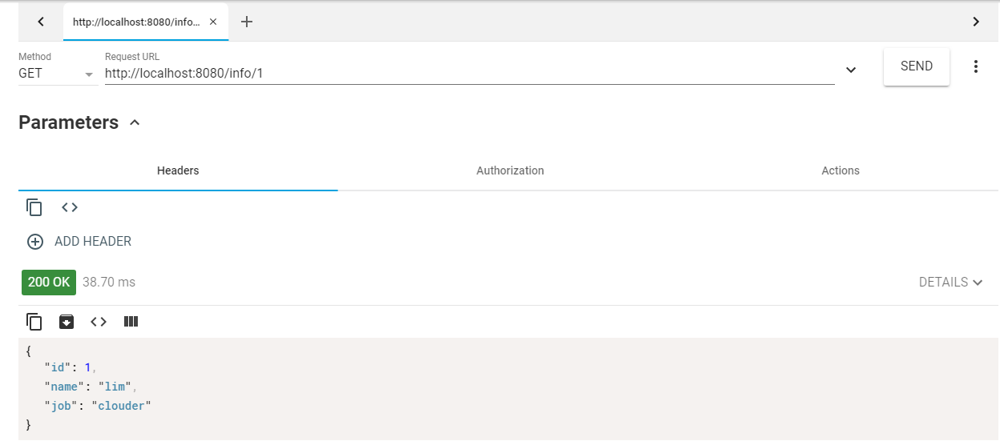 http://localhost:8080/info...
Method
Request URL
GET
http://localhost:8080/info/1
SEND
Parameters
Headers
Authorization
Actions
ADD HEADER
200 OK
38.70 ms
DETAILS
{
"id": 1,
"name": "lim",
"job": "clouder"
}